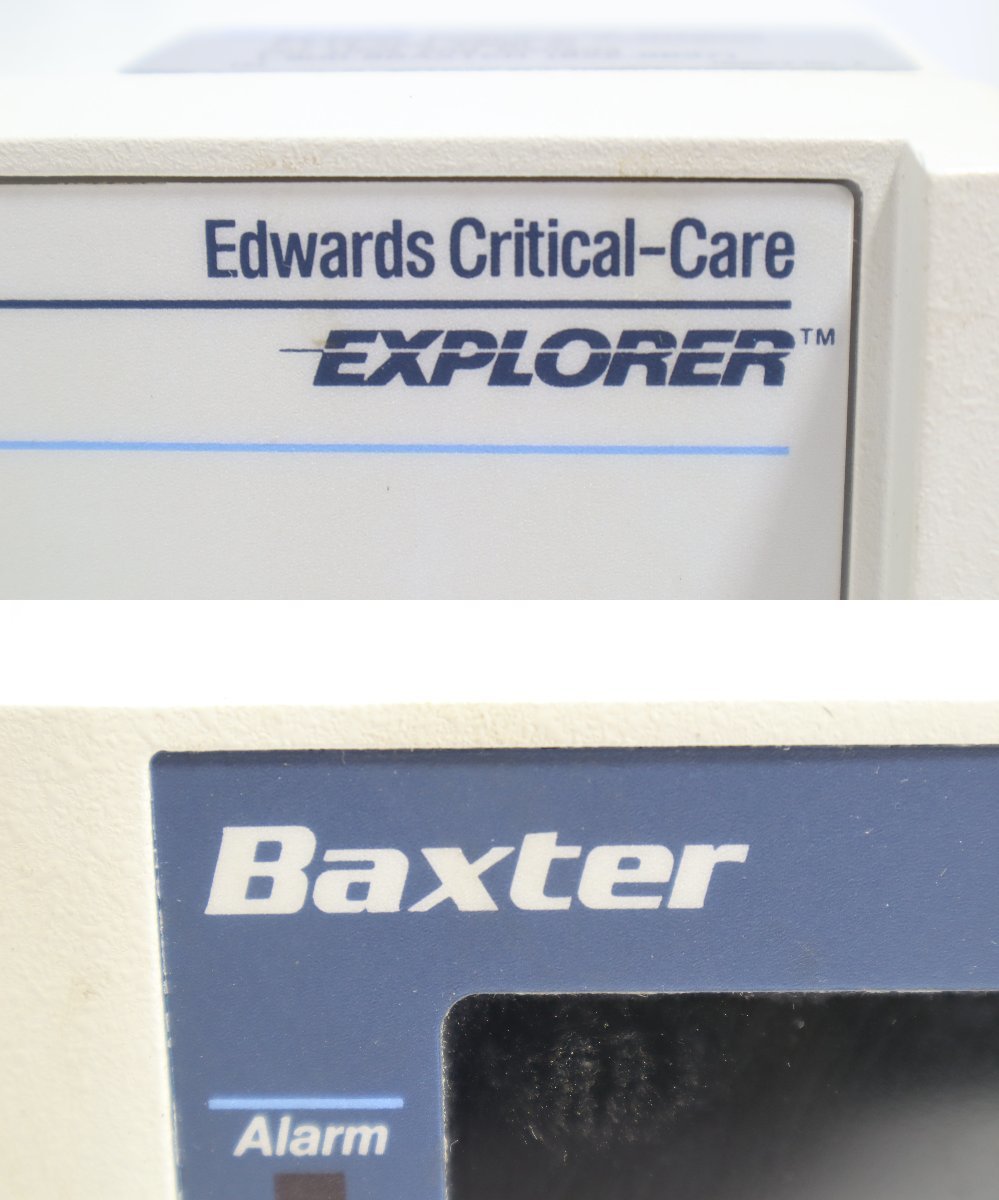 Edwards Critical-Care
EXPLORER™
Baxter
Alarm